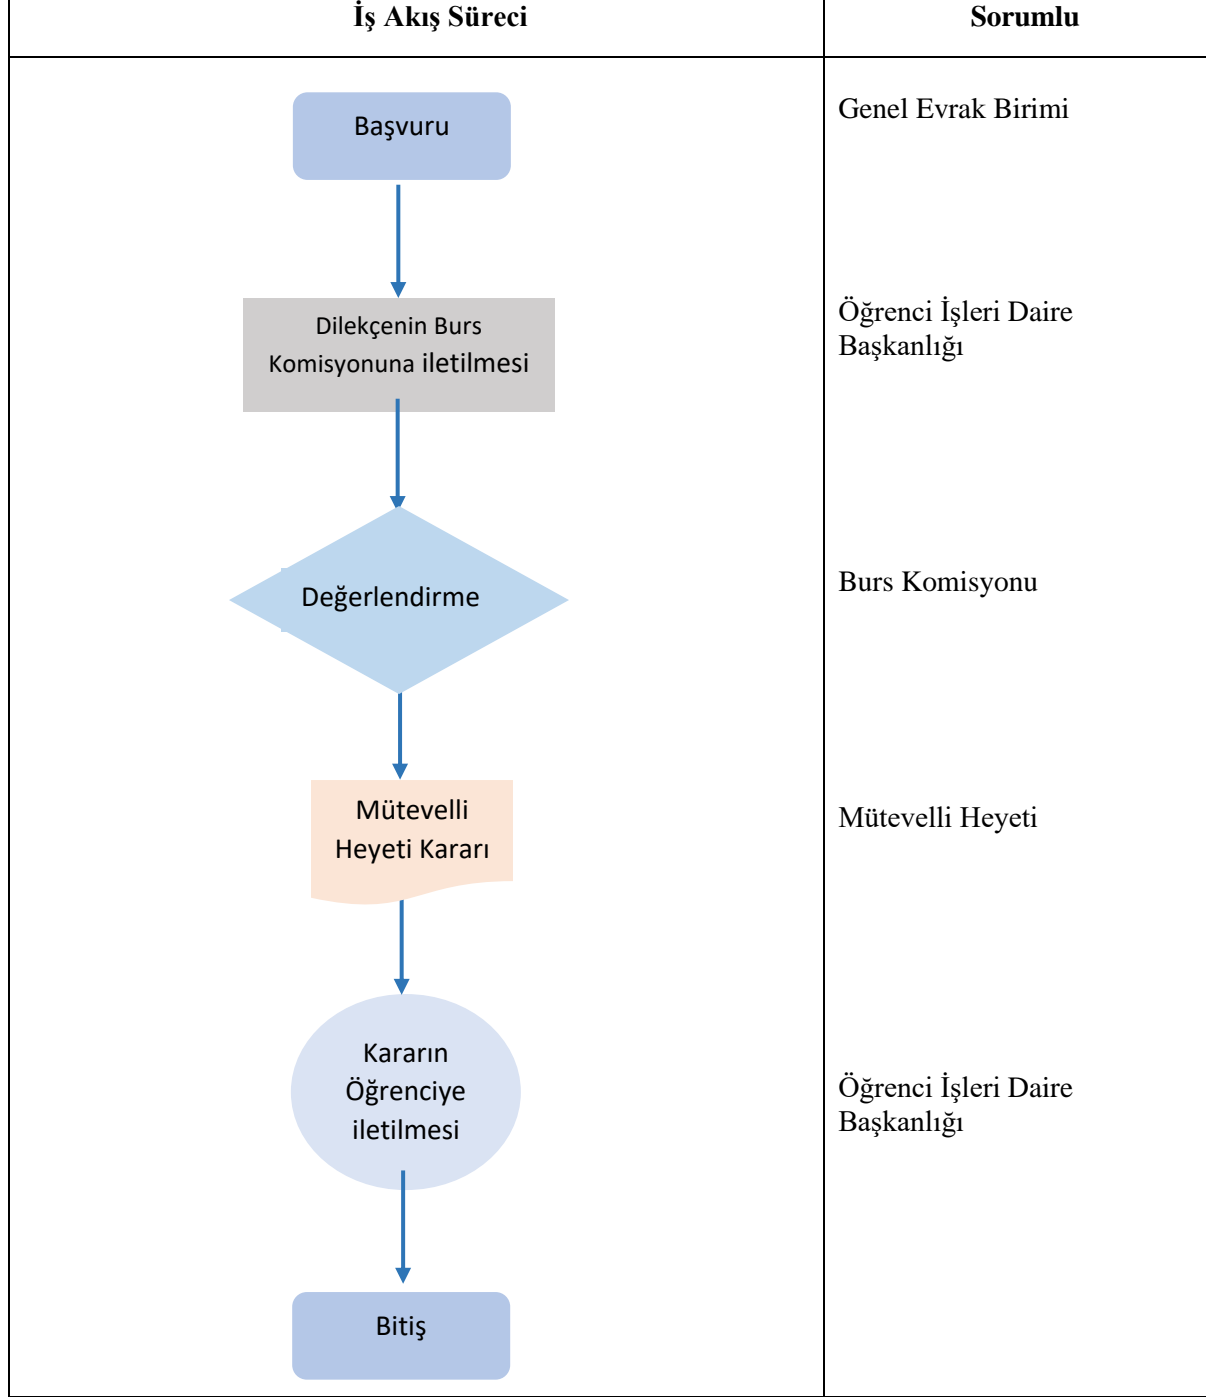 İş Akış Süreci
Sorumlu
Başvuru
Genel Evrak Birimi
Dilekçenin Burs
Komisyonuna iletilmesi
Öğrenci İşleri Daire
Başkanlığı
Değerlendirme
Burs Komisyonu
Mütevelli
Heyeti Kararı
Mütevelli Heyeti
Kararın
Öğrenciye
iletilmesi
Öğrenci İşleri Daire
Başkanlığı
Bitiş